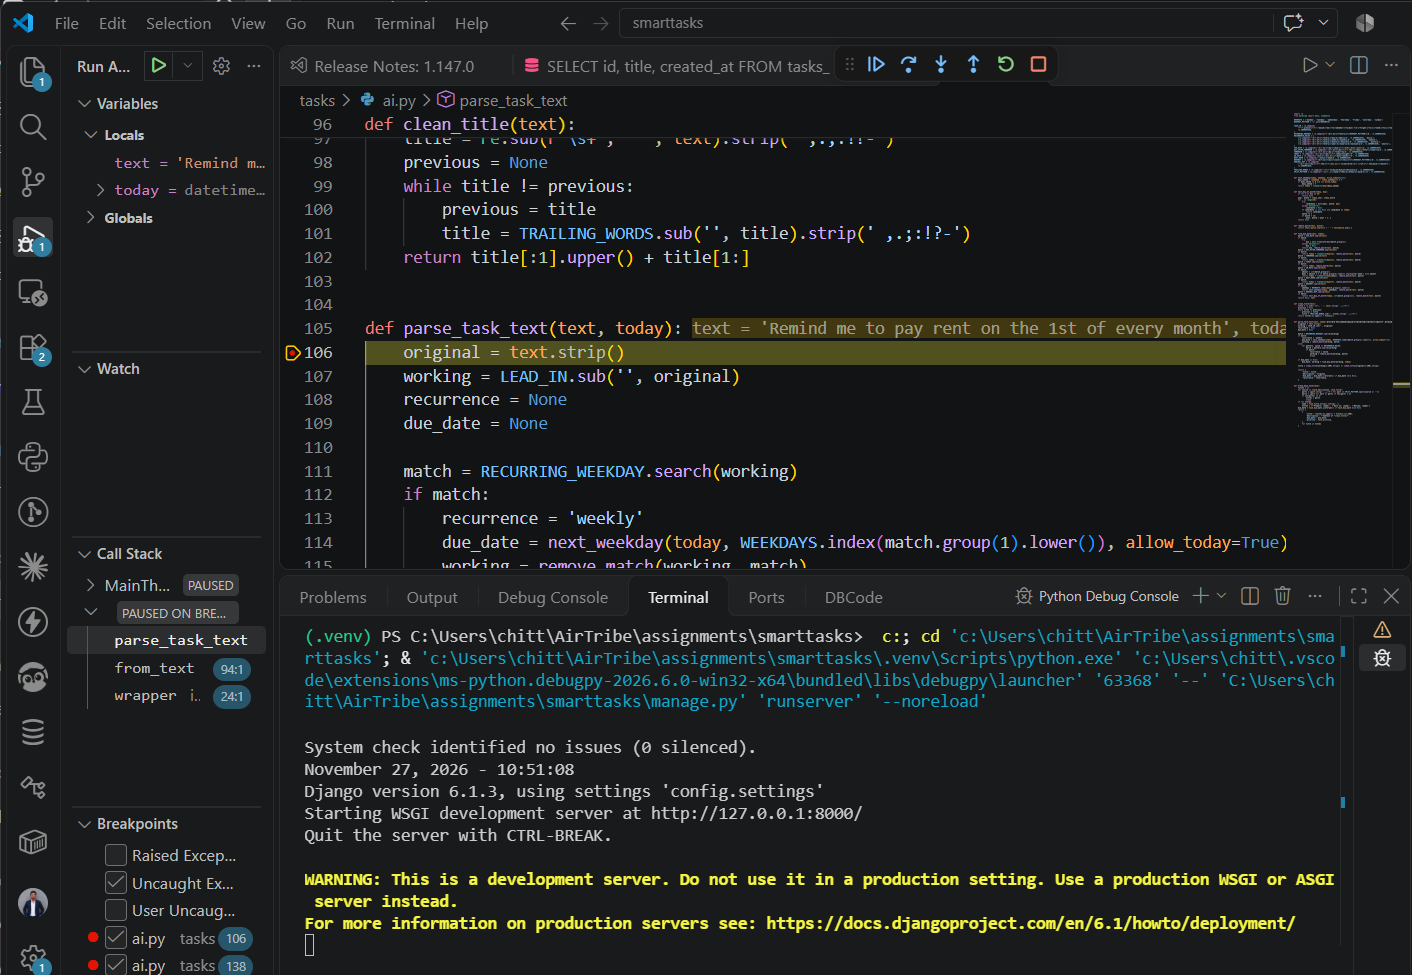 File Edit Selection View Go Run Terminal Help
smarttasks
Run A...
Release Notes: 1.147.0
SELECT id, title, created_at FROM tasks_
Variables
Locals
text = 'Remind m...
today = datetime...
Globals
Watch
Call Stack
MainTh... PAUSED
PAUSED ON BRE...
parse_task_text
from_text 94:1
wrapper i.. 24:1
Breakpoints
Raised Excep...
Uncaught Ex...
User Uncaug...
ai.py tasks 106
ai.py tasks 138
1
1
2
1
tasks > ai.py > parse_task_text
96 def clean_title(text):
98 previous = None
99 while title != previous:
100 previous = title
101 title = TRAILING_WORDS.sub('', title).strip(' ,.;:!?-')
102 return title[:1].upper() + title[1:]
103
104
105 def parse_task_text(text, today): text = 'Remind me to pay rent on the 1st of every month', toda
106 original = text.strip()
107 working = LEAD_IN.sub('', original)
108 recurrence = None
109 due_date = None
110
111 match = RECURRING_WEEKDAY.search(working)
112 if match:
113 recurrence = 'weekly'
114 due_date = next_weekday(today, WEEKDAYS.index(match.group(1).lower()), allow_today=True)
115 working = remove_match(working, match)
Problems Output Debug Console Terminal Ports DBCode
Python Debug Console
(.venv) PS C:\Users\chitt\AirTribe\assignments\smarttasks> c:; cd 'c:\Users\chitt\AirTribe\assignments\sma
rttasks'; & 'c:\Users\chitt\AirTribe\assignments\smarttasks\.venv\Scripts\python.exe' 'c:\Users\chitt\.vsco
de\extensions\ms-python.debugpy-2026.6.0-win32-x64\bundled\libs\debugpy\launcher' '63368' '--' 'C:\Users\ch
itt\AirTribe\assignments\smarttasks\manage.py' 'runserver' '--noreload'
System check identified no issues (0 silenced).
November 27, 2026 - 10:51:08
Django version 6.1.3, using settings 'config.settings'
Starting WSGI development server at http://127.0.0.1:8000/
Quit the server with CTRL-BREAK.
WARNING: This is a development server. Do not use it in a production setting. Use a production WSGI or ASGI
server instead.
For more information on production servers see: https://docs.djangoproject.com/en/6.1/howto/deployment/